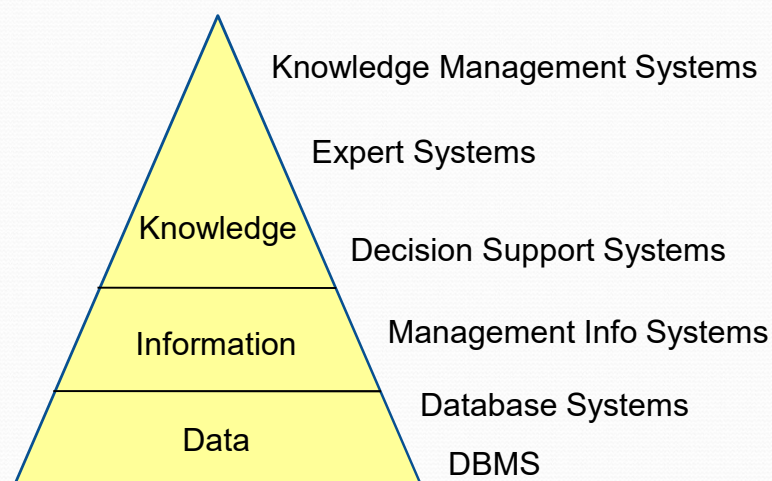 Knowledge Management Systems
Expert Systems
Knowledge
Decision Support Systems
Management Info Systems
Information
Database Systems
Data
DBMS